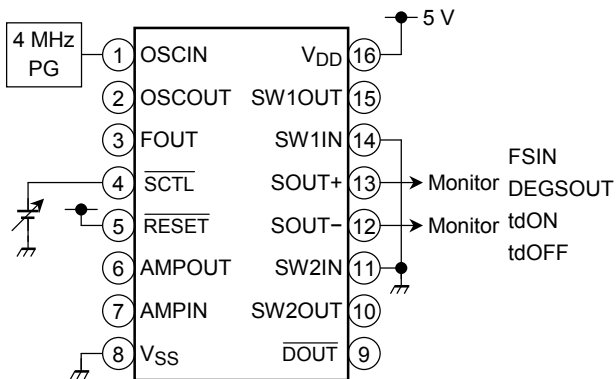 4 MHz
PG
1 OSCIN
2 OSCOUT
3 FOUT
4 SCTL
5 RESET
6 AMPOUT
7 AMPIN
8 VSS
5 V
VDD 16
SW1OUT 15
SW1IN 14
SOUT+ 13 Monitor
SOUT− 12 Monitor
SW2IN 11
SW2OUT 10
DOUT 9
FSIN
DEGSOUT
tdON
tdOFF